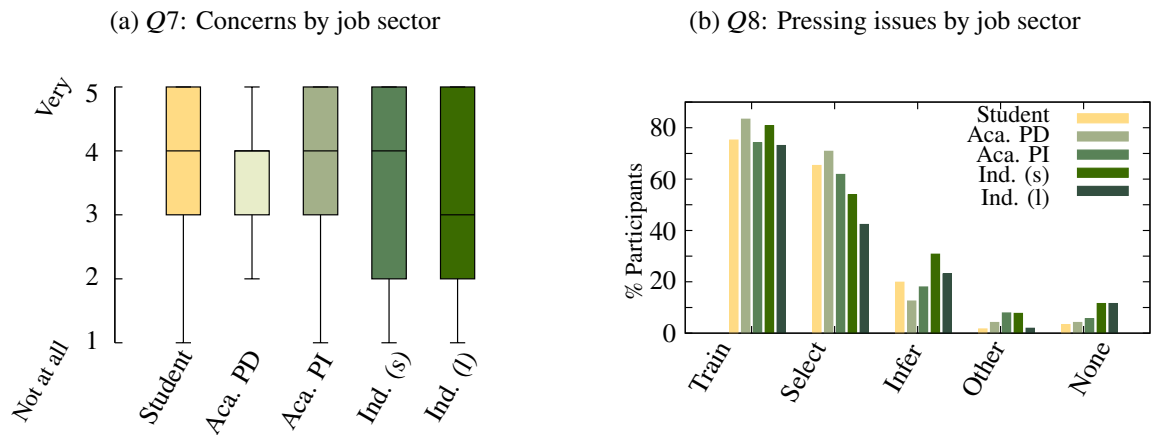 (a) Q7: Concerns by job sector
Very
5
4
3
2
1
Not at all
Student
Aca. PD
Aca. PI
Ind. (s)
Ind. (l)
(b) Q8: Pressing issues by job sector
% Participants
80
60
40
20
0
Student
Aca. PD
Aca. PI
Ind. (s)
Ind. (l)
Train
Select
Infer
Other
None